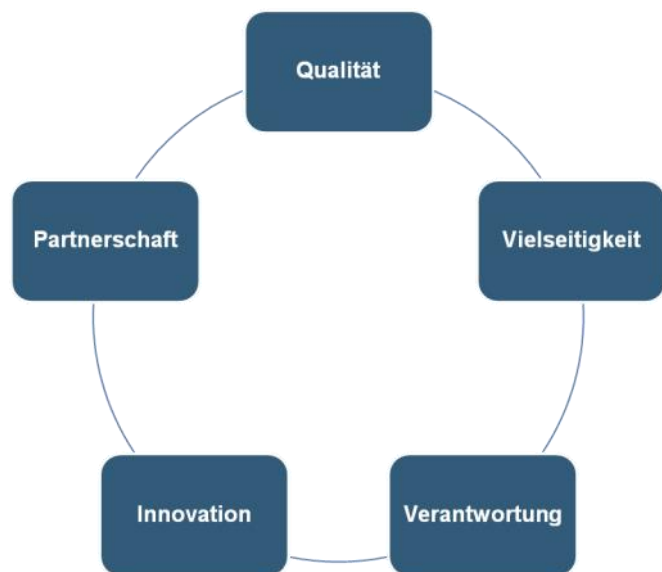 Qualität
Partnerschaft
Vielseitigkeit
Innovation
Verantwortung